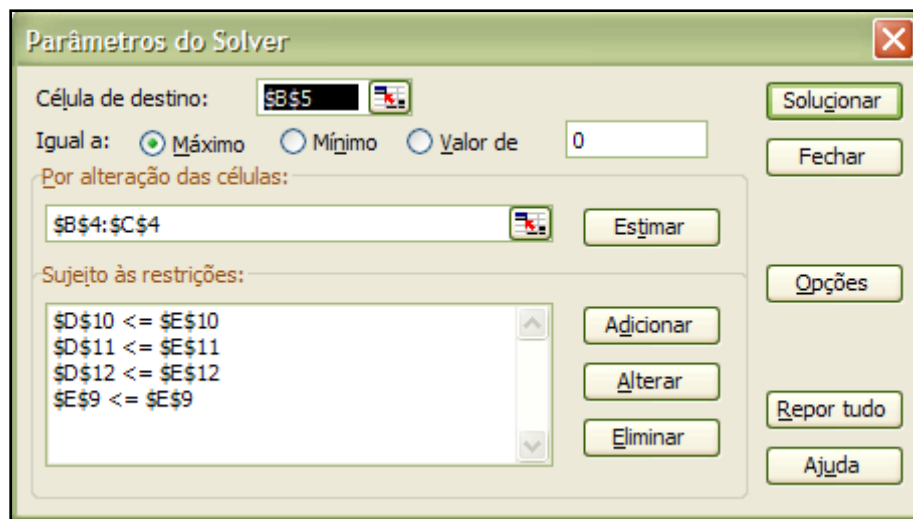 Parâmetros do Solver
Célula de destino: $B$5
Solucionar
Igual a: Máximo Mínimo Valor de 0
Fechar
Por alteração das células:
$B$4:$C$4
Estimar
Sujeito às restrições:
Opções
$D$10 <= $E$10
$D$11 <= $E$11
$D$12 <= $E$12
$E$9 <= $E$9
Adicionar
Alterar
Eliminar
Repor tudo
Ajuda